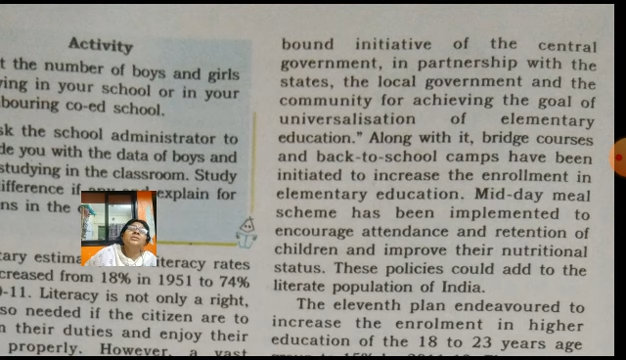 Activity
t the number of boys and girls
ying in your school or in your
bouring co-ed school.
sk the school administrator to
de you with the data of boys and
studying in the classroom. Study
ifference if any and explain for
ns in the
tary estima literacy rates
creased from 18% in 1951 to 74%
-11. Literacy is not only a right,
so needed if the citizen are to
n their duties and enjoy their
properly. However, a vast
bound initiative of the central
government, in partnership with the
states, the local government and the
community for achieving the goal of
universalisation of elementary
education." Along with it, bridge courses
and back-to-school camps have been
initiated to increase the enrollment in
elementary education. Mid-day meal
scheme has been implemented to
encourage attendance and retention of
children and improve their nutritional
status. These policies could add to the
literate population of India.
The eleventh plan endeavoured to
increase the enrolment in higher
education of the 18 to 23 years age